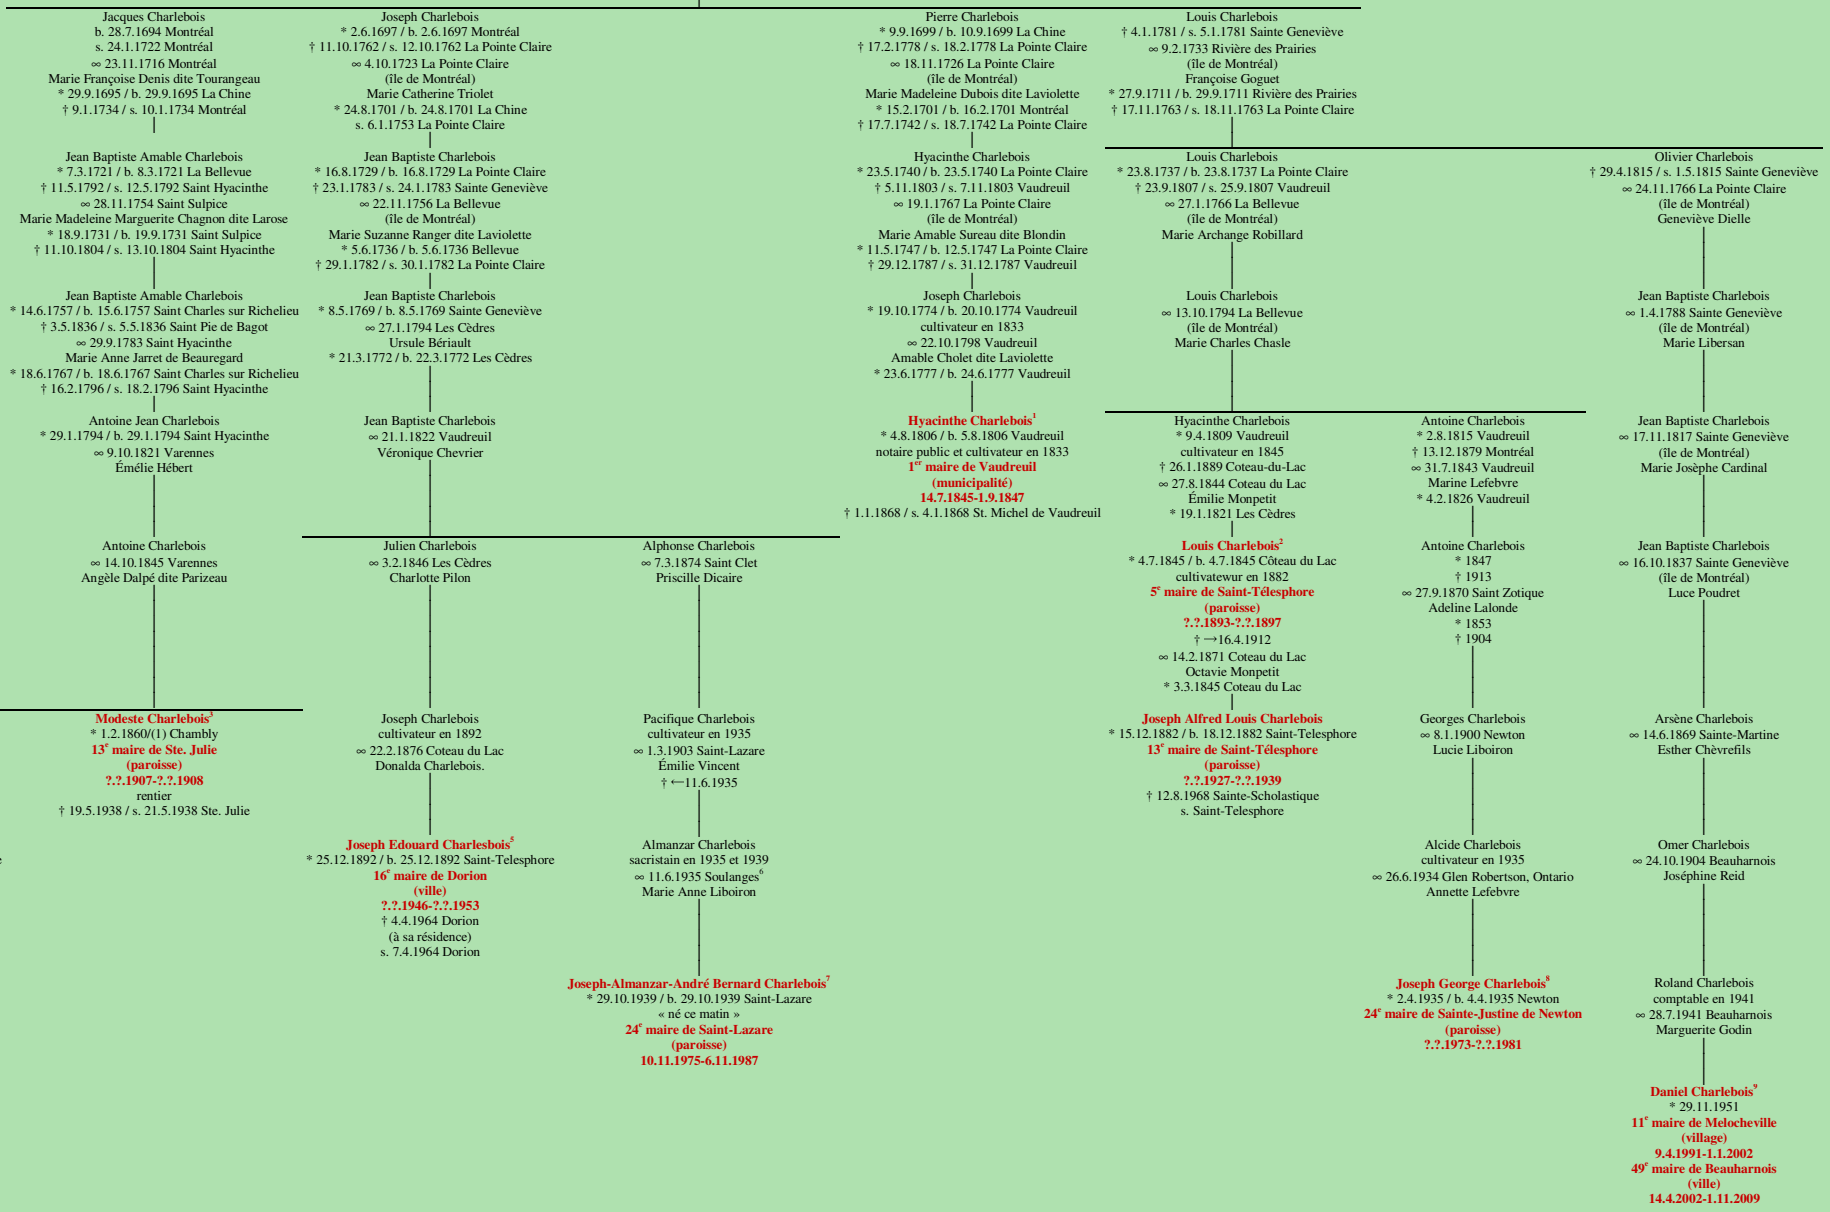 Jacques Charlebois
b. 28.7.1694 Montréal
s. 24.1.1722 Montréal
∞ 23.11.1716 Montréal
Marie Françoise Denis dite Tourangeau
* 29.9.1695 / b. 29.9.1695 La Chine
† 9.1.1734 / s. 10.1.1734 Montréal
Joseph Charlebois
* 2.6.1697 / b. 2.6.1697 Montréal
† 11.10.1762 / s. 12.10.1762 La Pointe Claire
∞ 4.10.1723 La Pointe Claire
(île de Montréal)
Marie Catherine Triolet
* 24.8.1701 / b. 24.8.1701 La Chine
s. 6.1.1753 La Pointe Claire
Pierre Charlebois
* 9.9.1699 / b. 10.9.1699 La Chine
† 17.2.1778 / s. 18.2.1778 La Pointe Claire
∞ 18.11.1726 La Pointe Claire
(île de Montréal)
Marie Madeleine Dubois dite Laviolette
* 15.2.1701 / b. 16.2.1701 Montréal
† 17.7.1742 / s. 18.7.1742 La Pointe Claire
Louis Charlebois
† 4.1.1781 / s. 5.1.1781 Sainte Geneviève
∞ 9.2.1733 Rivière des Prairies
(île de Montréal)
Françoise Goguet
* 27.9.1711 / b. 29.9.1711 Rivière des Prairies
† 17.11.1763 / s. 18.11.1763 La Pointe Claire
Jean Baptiste Amable Charlebois
* 7.3.1721 / b. 8.3.1721 La Bellevue
† 11.5.1792 / s. 12.5.1792 Saint Hyacinthe
∞ 28.11.1754 Saint Sulpice
Marie Madeleine Marguerite Chagnon dite Larose
* 18.9.1731 / b. 19.9.1731 Saint Sulpice
† 11.10.1804 / s. 13.10.1804 Saint Hyacinthe
Jean Baptiste Charlebois
* 16.8.1729 / b. 16.8.1729 La Pointe Claire
† 23.1.1783 / s. 24.1.1783 Sainte Geneviève
∞ 22.11.1756 La Bellevue
(île de Montréal)
Marie Suzanne Ranger dite Laviolette
* 5.6.1736 / b. 5.6.1736 Bellevue
† 29.1.1782 / s. 30.1.1782 La Pointe Claire
Hyacinthe Charlebois
* 23.5.1740 / b. 23.5.1740 La Pointe Claire
† 5.11.1803 / s. 7.11.1803 Vaudreuil
∞ 19.1.1767 La Pointe Claire
(île de Montréal)
Marie Amable Sureau dite Blondin
* 11.5.1747 / b. 12.5.1747 La Pointe Claire
† 29.12.1787 / s. 31.12.1787 Vaudreuil
Louis Charlebois
* 23.8.1737 / b. 23.8.1737 La Pointe Claire
† 23.9.1807 / s. 25.9.1807 Vaudreuil
∞ 27.1.1766 La Bellevue
(île de Montréal)
Marie Archange Robillard
Olivier Charlebois
† 29.4.1815 / s. 1.5.1815 Sainte Geneviève
∞ 24.11.1766 La Pointe Claire
(île de Montréal)
Geneviève Dielle
Jean Baptiste Amable Charlebois
* 14.6.1757 / b. 15.6.1757 Saint Charles sur Richelieu
† 3.5.1836 / s. 5.5.1836 Saint Pie de Bagot
∞ 29.9.1783 Saint Hyacinthe
Marie Anne Jarret de Beauregard
* 18.6.1767 / b. 18.6.1767 Saint Charles sur Richelieu
† 16.2.1796 / s. 18.2.1796 Saint Hyacinthe
Jean Baptiste Charlebois
* 8.5.1769 / b. 8.5.1769 Sainte Geneviève
∞ 27.1.1794 Les Cèdres
Ursule Bériault
* 21.3.1772 / b. 22.3.1772 Les Cèdres
Joseph Charlebois
* 19.10.1774 / b. 20.10.1774 Vaudreuil
cultivateur en 1833
∞ 22.10.1798 Vaudreuil
Amable Cholet dite Laviolette
* 23.6.1777 / b. 24.6.1777 Vaudreuil
Louis Charlebois
∞ 13.10.1794 La Bellevue
(île de Montréal)
Marie Charles Chasle
Jean Baptiste Charlebois
∞ 1.4.1788 Sainte Geneviève
(île de Montréal)
Marie Libersan
Antoine Jean Charlebois
* 29.1.1794 / b. 29.1.1794 Saint Hyacinthe
∞ 9.10.1821 Varennes
Émélie Hébert
Jean Baptiste Charlebois
∞ 21.1.1822 Vaudreuil
Véronique Chevrier
Hyacinthe Charlebois¹
* 4.8.1806 / b. 5.8.1806 Vaudreuil
notaire public et cultivateur en 1833
1er maire de Vaudreuil
(municipalité)
14.7.1845-1.9.1847
† 1.1.1868 / s. 4.1.1868 St. Michel de Vaudreuil
Hyacinthe Charlebois
* 9.4.1809 Vaudreuil
cultivateur en 1845
† 26.1.1889 Coteau-du-Lac
∞ 27.8.1844 Coteau du Lac
Émilie Monpetit
* 19.1.1821 Les Cèdres
Antoine Charlebois
* 2.8.1815 Vaudreuil
† 13.12.1879 Montréal
∞ 31.7.1843 Vaudreuil
Marine Lefebvre
* 4.2.1826 Vaudreuil
Jean Baptiste Charlebois
∞ 17.11.1817 Sainte Geneviève
(île de Montréal)
Marie Josèphe Cardinal
Antoine Charlebois
∞ 14.10.1845 Varennes
Angèle Dalpé dite Parizeau
Julien Charlebois
∞ 3.2.1846 Les Cèdres
Charlotte Pilon
Alphonse Charlebois
∞ 7.3.1874 Saint Clet
Priscille Dicaire
Louis Charlebois²
* 4.7.1845 / b. 4.7.1845 Côteau du Lac
cultivatewur en 1882
5e maire de Saint-Télesphore
(paroisse)
?.?.1893-?.?.1897
† →16.4.1912
∞ 14.2.1871 Coteau du Lac
Octavie Monpetit
* 3.3.1845 Coteau du Lac
Antoine Charlebois
* 1847
† 1913
∞ 27.9.1870 Saint Zotique
Adeline Lalonde
* 1853
† 1904
Jean Baptiste Charlebois
∞ 16.10.1837 Sainte Geneviève
(île de Montréal)
Luce Poudret
Modeste Charlebois³
* 1.2.1860/(1) Chambly
13e maire de Ste. Julie
(paroisse)
?.?.1907-?.?.1908
rentier
† 19.5.1938 / s. 21.5.1938 Ste. Julie
Joseph Charlebois
cultivateur en 1892
∞ 22.2.1876 Coteau du Lac
Donalda Charlebois.
Pacifique Charlebois
cultivateur en 1935
∞ 1.3.1903 Saint-Lazare
Émilie Vincent
† ←11.6.1935
Joseph Alfred Louis Charlebois
* 15.12.1882 / b. 18.12.1882 Saint-Telesphore
13e maire de Saint-Télesphore
(paroisse)
?.?.1927-?.?.1939
† 12.8.1968 Sainte-Scholastique
s. Saint-Telesphore
Georges Charlebois
∞ 8.1.1900 Newton
Lucie Liboiron
Arsène Charlebois
∞ 14.6.1869 Sainte-Martine
Esther Chèvrefils
Joseph Edouard Charlesbois⁵
* 25.12.1892 / b. 25.12.1892 Saint-Telesphore
16e maire de Dorion
(ville)
?.?.1946-?.?.1953
† 4.4.1964 Dorion
(à sa résidence)
s. 7.4.1964 Dorion
Almanzar Charlebois
sacristain en 1935 et 1939
∞ 11.6.1935 Soulanges⁶
Marie Anne Liboiron
Alcide Charlebois
cultivateur en 1935
∞ 26.6.1934 Glen Robertson, Ontario
Annette Lefebvre
Omer Charlebois
∞ 24.10.1904 Beauharnois
Joséphine Reid
Joseph-Almanzar-André Bernard Charlebois⁷
* 29.10.1939 / b. 29.10.1939 Saint-Lazare
« né ce matin »
24e maire de Saint-Lazare
(paroisse)
10.11.1975-6.11.1987
Joseph George Charlebois⁸
* 2.4.1935 / b. 4.4.1935 Newton
24e maire de Sainte-Justine de Newton
(paroisse)
?.?.1973-?.?.1981
Roland Charlebois
comptable en 1941
∞ 28.7.1941 Beauharnois
Marguerite Godin
Daniel Charlebois⁹
* 29.11.1951
11e maire de Melocheville
(village)
9.4.1991-1.1.2002
49e maire de Beauharnois
(ville)
14.4.2002-1.11.2009